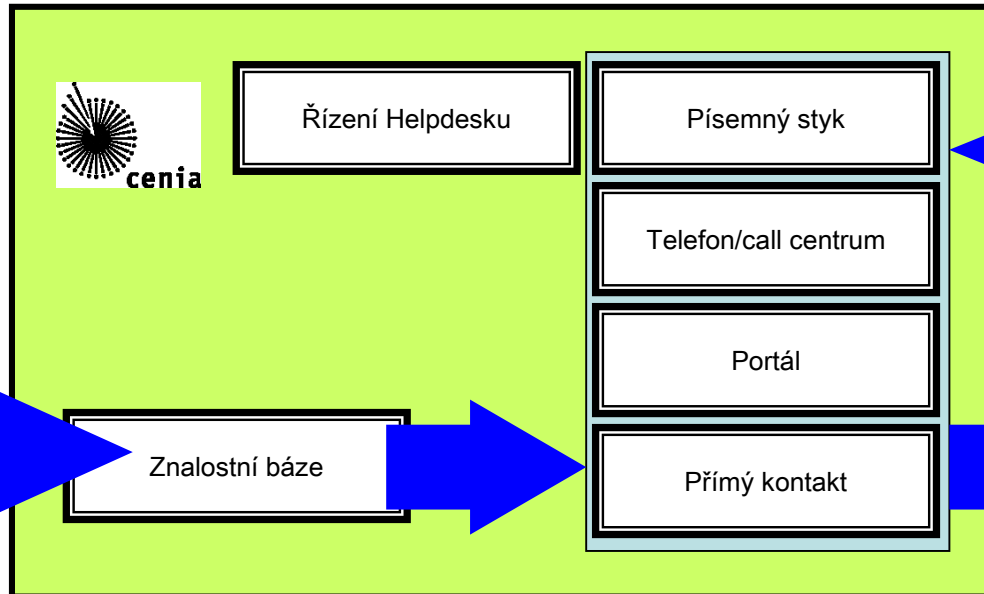 cenia
Řízení Helpdesku
Písemný styk
Telefon/call centrum
Portál
Znalostní báze
Přímý kontakt